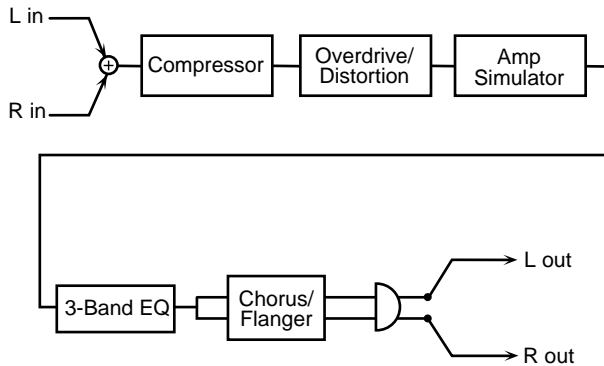 L in
R in
+
Compressor
Overdrive/
Distortion
Amp
Simulator
3-Band EQ
Chorus/
Flanger
L out
R out